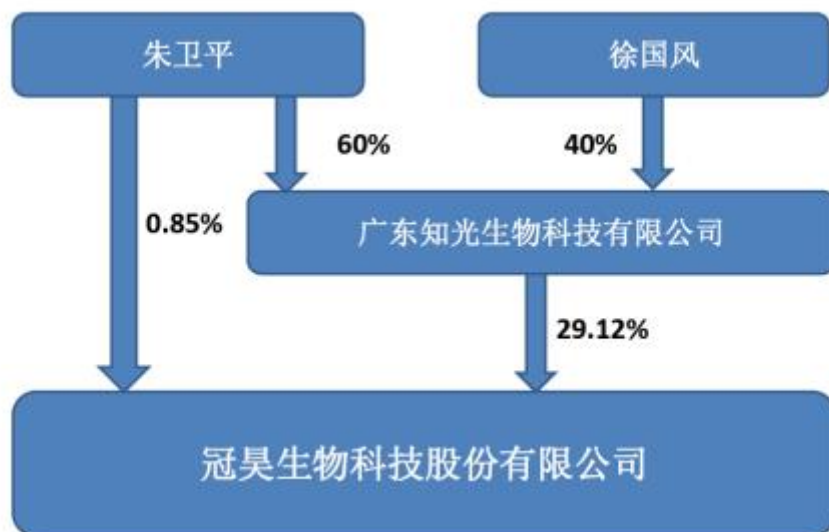 朱卫平
徐国风
60%
40%
0.85%
广东知光生物科技有限公司
29.12%
冠昊生物科技股份有限公司